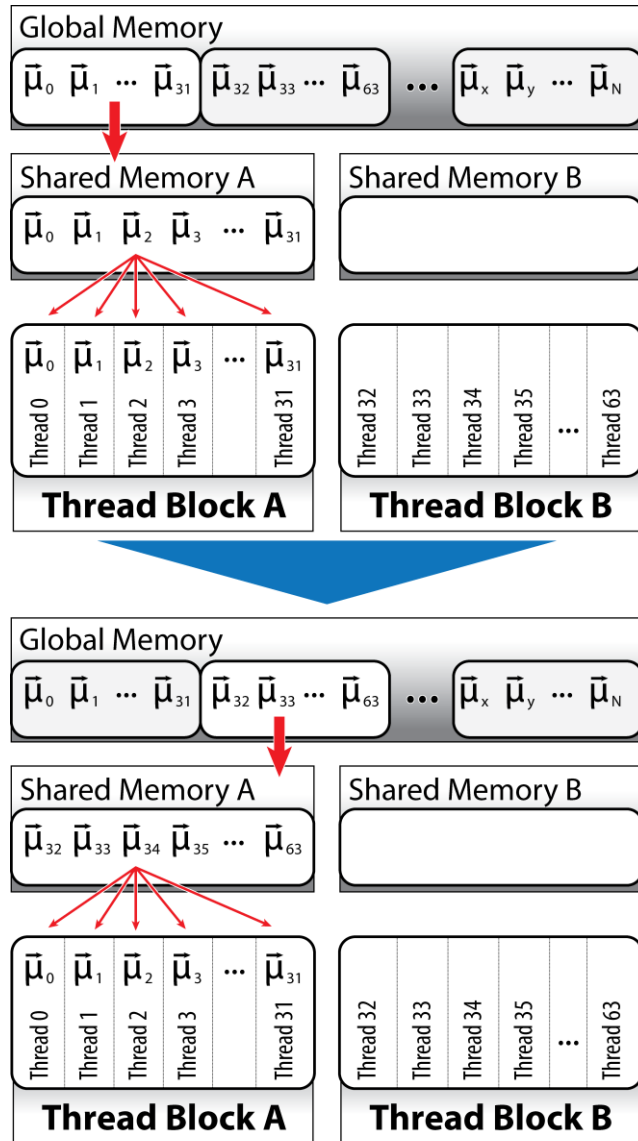 Global Memory
μ⃗₀ μ⃗₁ ··· μ⃗₃₁ μ⃗₃₂ μ⃗₃₃ ··· μ⃗₆₃ ··· μ⃗ₓ μ⃗ᵧ ··· μ⃗_N
Shared Memory A Shared Memory B
μ⃗₀ μ⃗₁ μ⃗₂ μ⃗₃ ··· μ⃗₃₁
μ⃗₀ μ⃗₁ μ⃗₂ μ⃗₃ ··· μ⃗₃₁
Thread 0
Thread 1
Thread 2
Thread 3
Thread 31
Thread 32
Thread 33
Thread 34
Thread 35
...
Thread 63
Thread Block A Thread Block B
Global Memory
μ⃗₀ μ⃗₁ ··· μ⃗₃₁ μ⃗₃₂ μ⃗₃₃ ··· μ⃗₆₃ ··· μ⃗ₓ μ⃗ᵧ ··· μ⃗_N
Shared Memory A Shared Memory B
μ⃗₃₂ μ⃗₃₃ μ⃗₃₄ μ⃗₃₅ ··· μ⃗₆₃
μ⃗₀ μ⃗₁ μ⃗₂ μ⃗₃ ··· μ⃗₃₁
Thread 0
Thread 1
Thread 2
Thread 3
Thread 31
Thread 32
Thread 33
Thread 34
Thread 35
...
Thread 63
Thread Block A Thread Block B